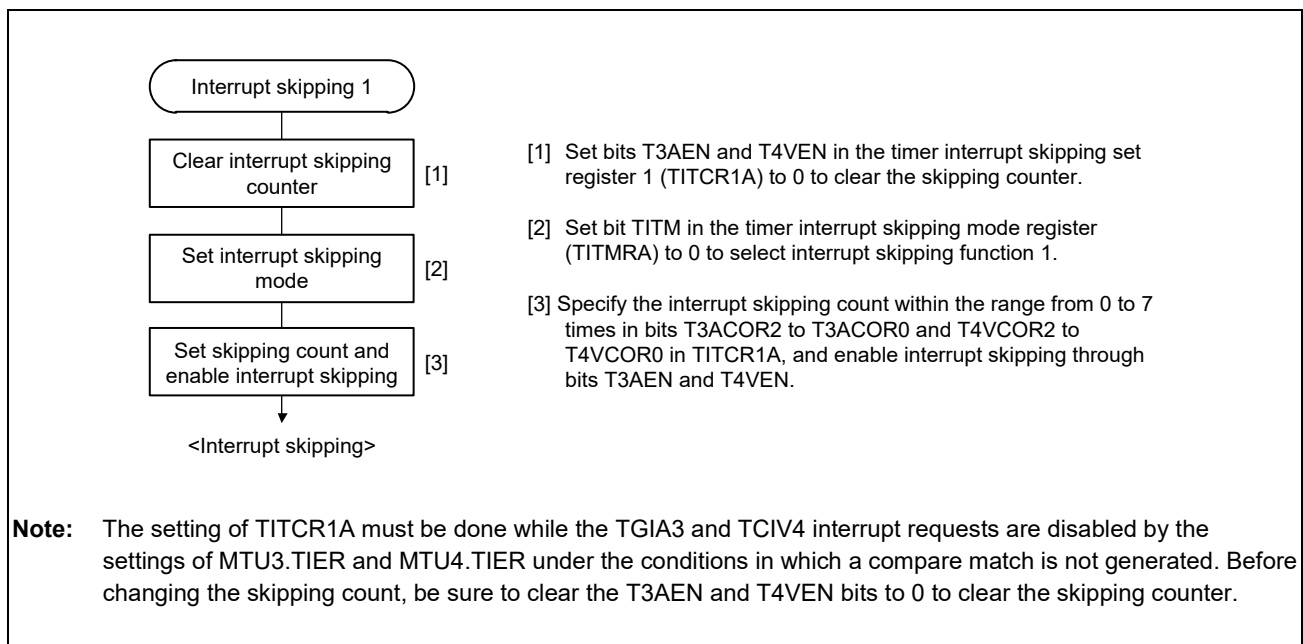 Interrupt skipping 1
Clear interrupt skipping
counter
[1]
[1] Set bits T3AEN and T4VEN in the timer interrupt skipping set
register 1 (TITCR1A) to 0 to clear the skipping counter.
Set interrupt skipping
mode
[2]
[2] Set bit TITM in the timer interrupt skipping mode register
(TITMRA) to 0 to select interrupt skipping function 1.
Set skipping count and
enable interrupt skipping
[3]
[3] Specify the interrupt skipping count within the range from 0 to 7
times in bits T3ACOR2 to T3ACOR0 and T4VCOR2 to
T4VCOR0 in TITCR1A, and enable interrupt skipping through
bits T3AEN and T4VEN.
<Interrupt skipping>
Note: The setting of TITCR1A must be done while the TGIA3 and TCIV4 interrupt requests are disabled by the
settings of MTU3.TIER and MTU4.TIER under the conditions in which a compare match is not generated. Before
changing the skipping count, be sure to clear the T3AEN and T4VEN bits to 0 to clear the skipping counter.